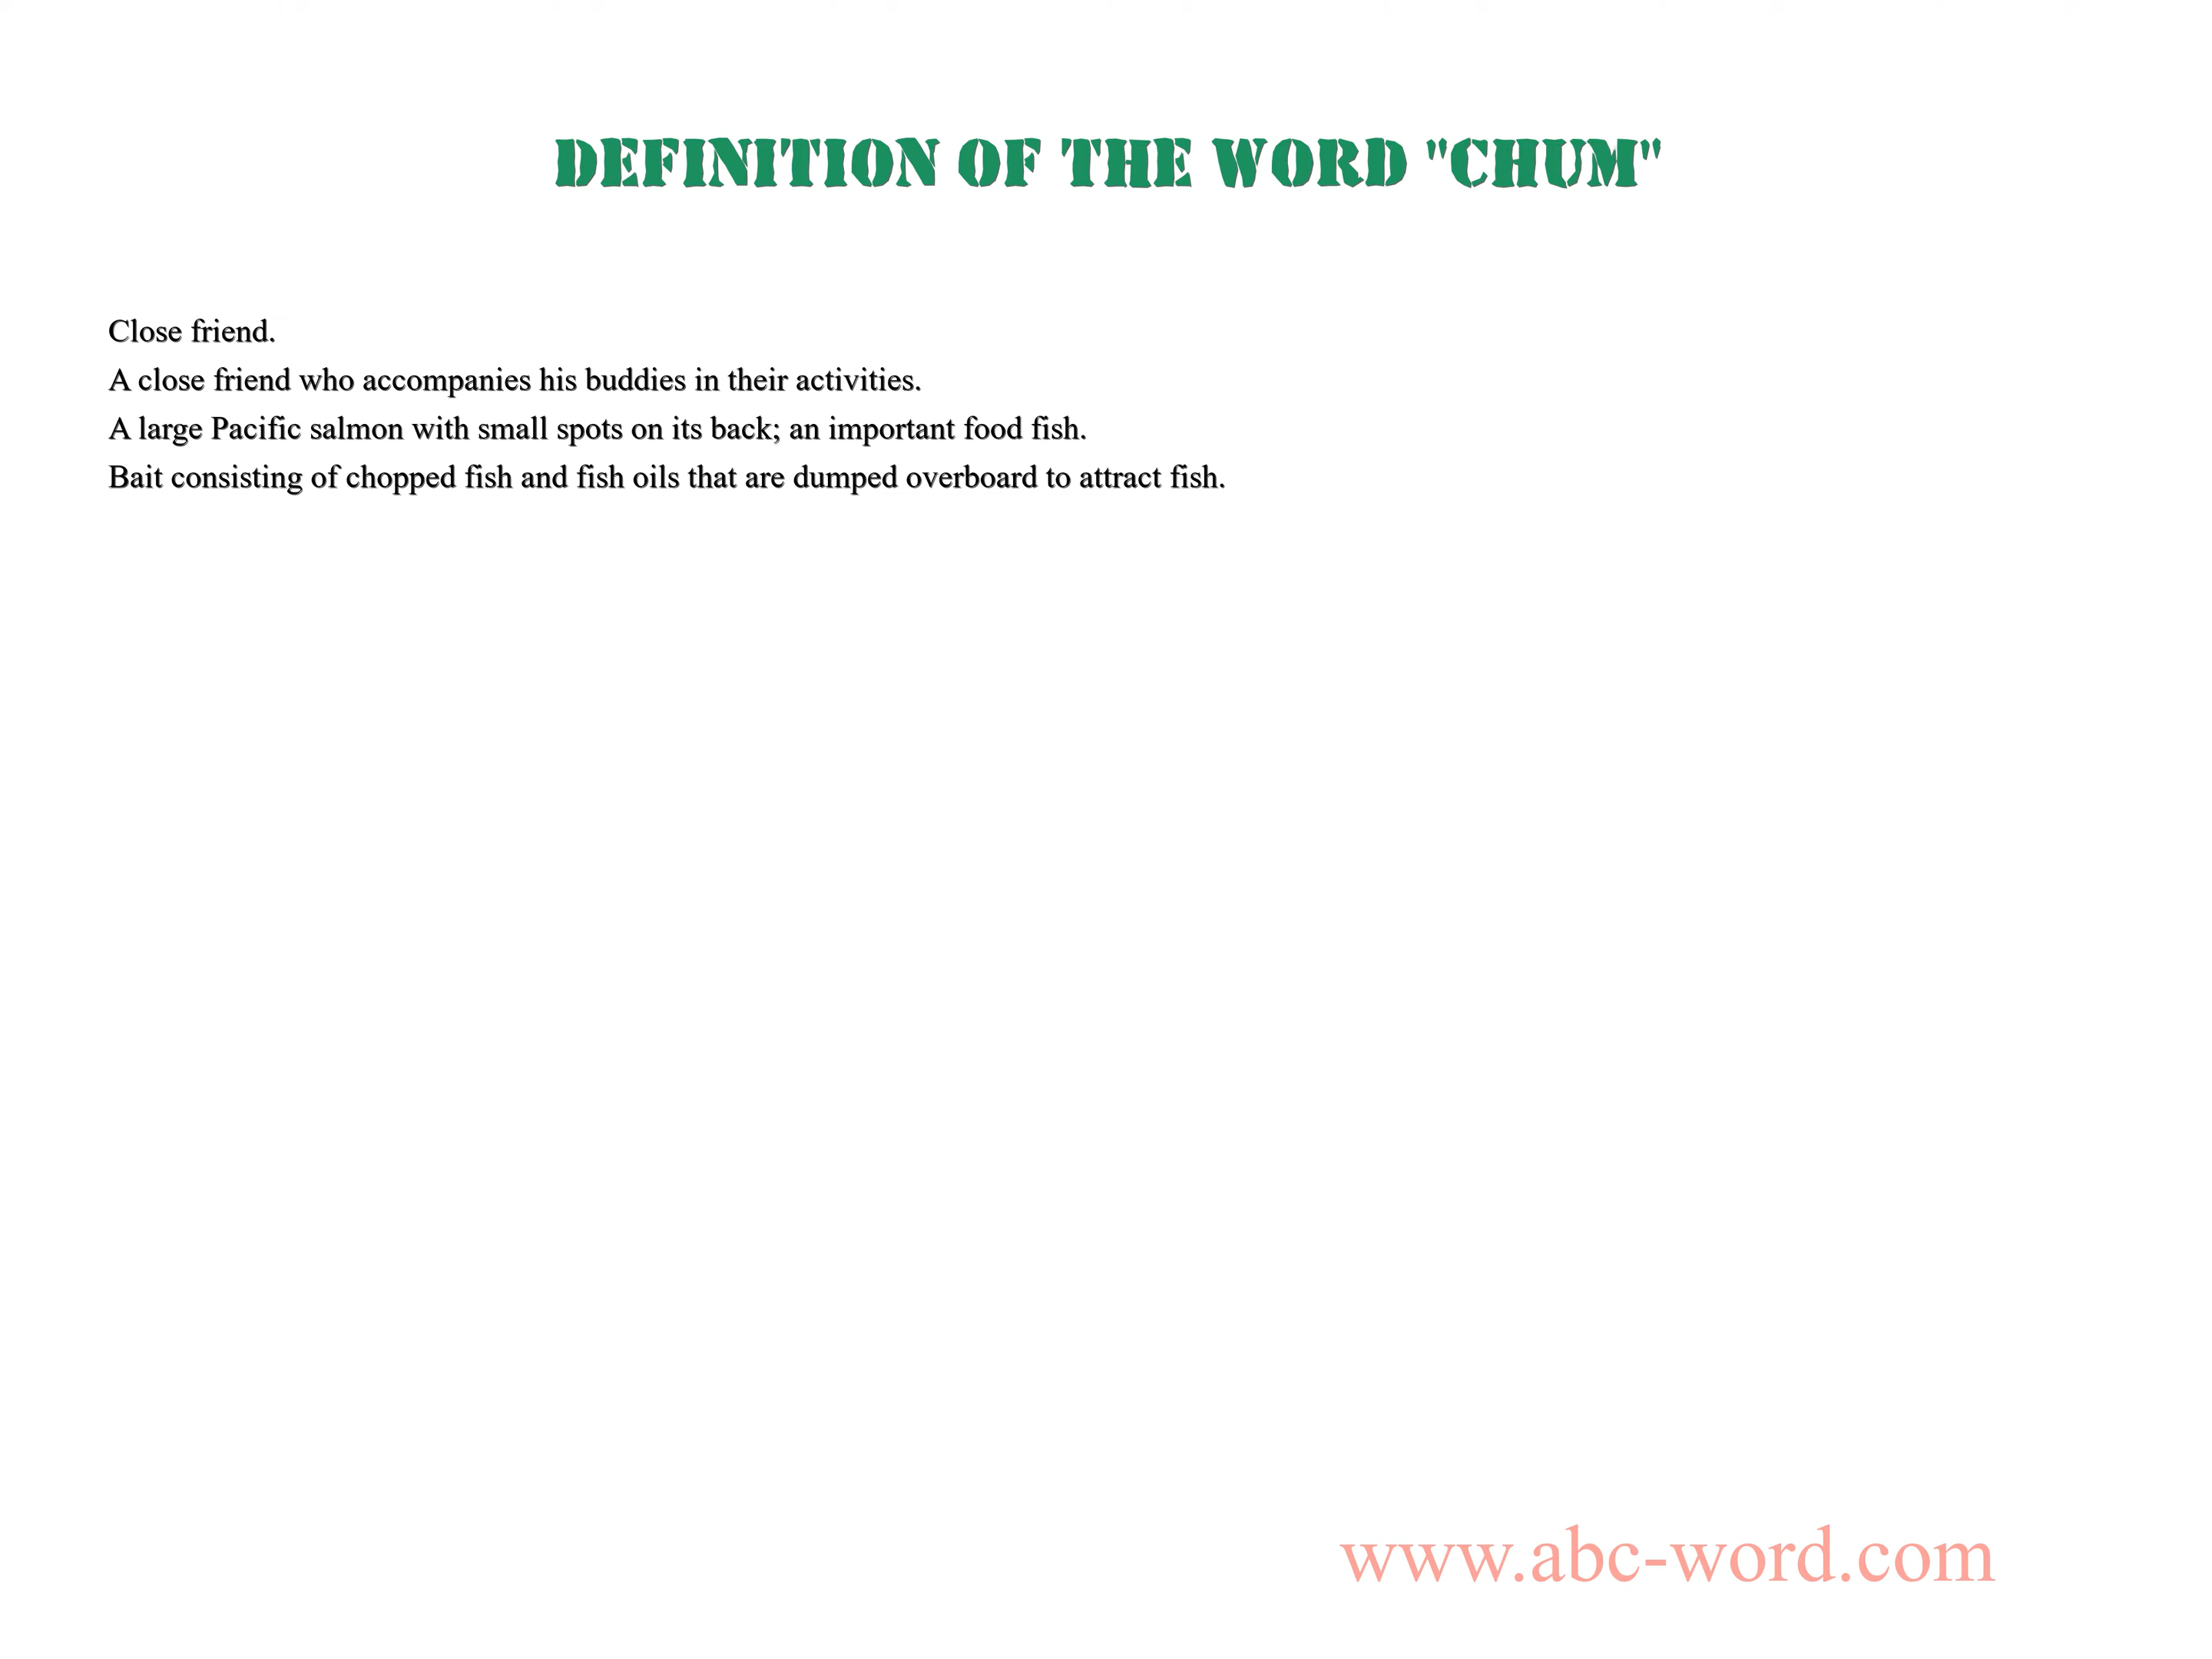 DEFINITION OF THE WORD "CHUM"
Close friend.
A close friend who accompanies his buddies in their activities.
A large Pacific salmon with small spots on its back; an important food fish.
Bait consisting of chopped fish and fish oils that are dumped overboard to attract fish.
www.abc-word.com